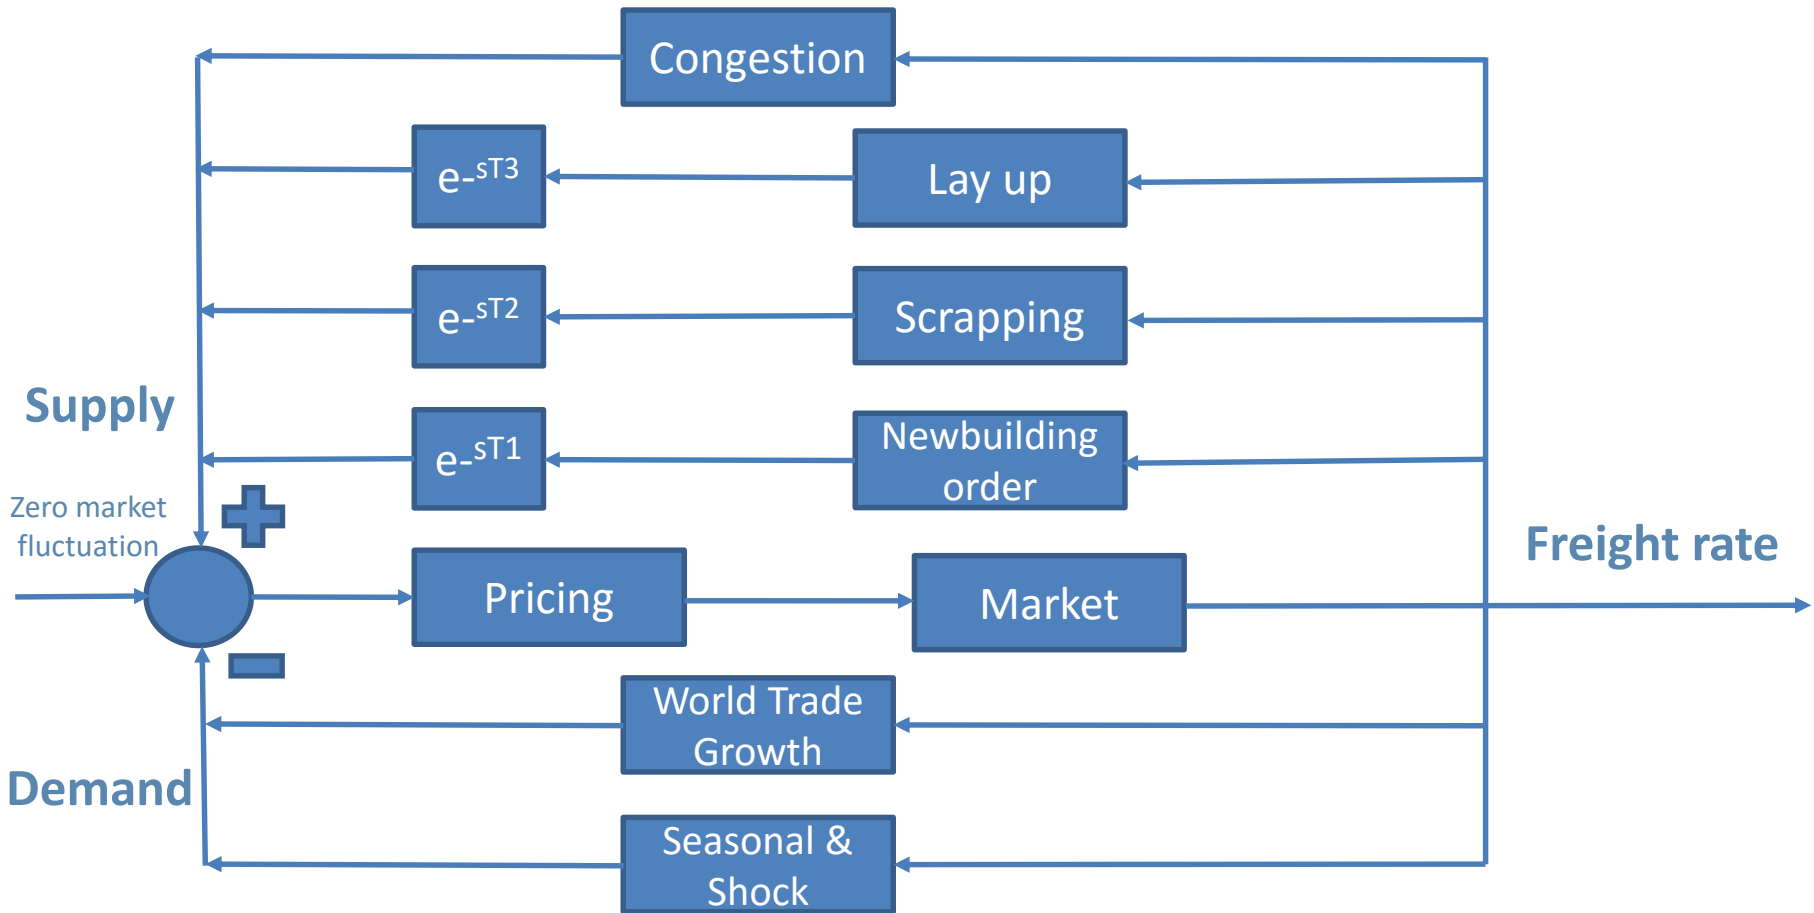 Congestion
e-sT3
Lay up
e-sT2
Scrapping
Supply
e-sT1
Newbuilding
order
Zero market
fluctuation
+
Freight rate
Pricing
Market
−
World Trade
Growth
Demand
Seasonal &
Shock